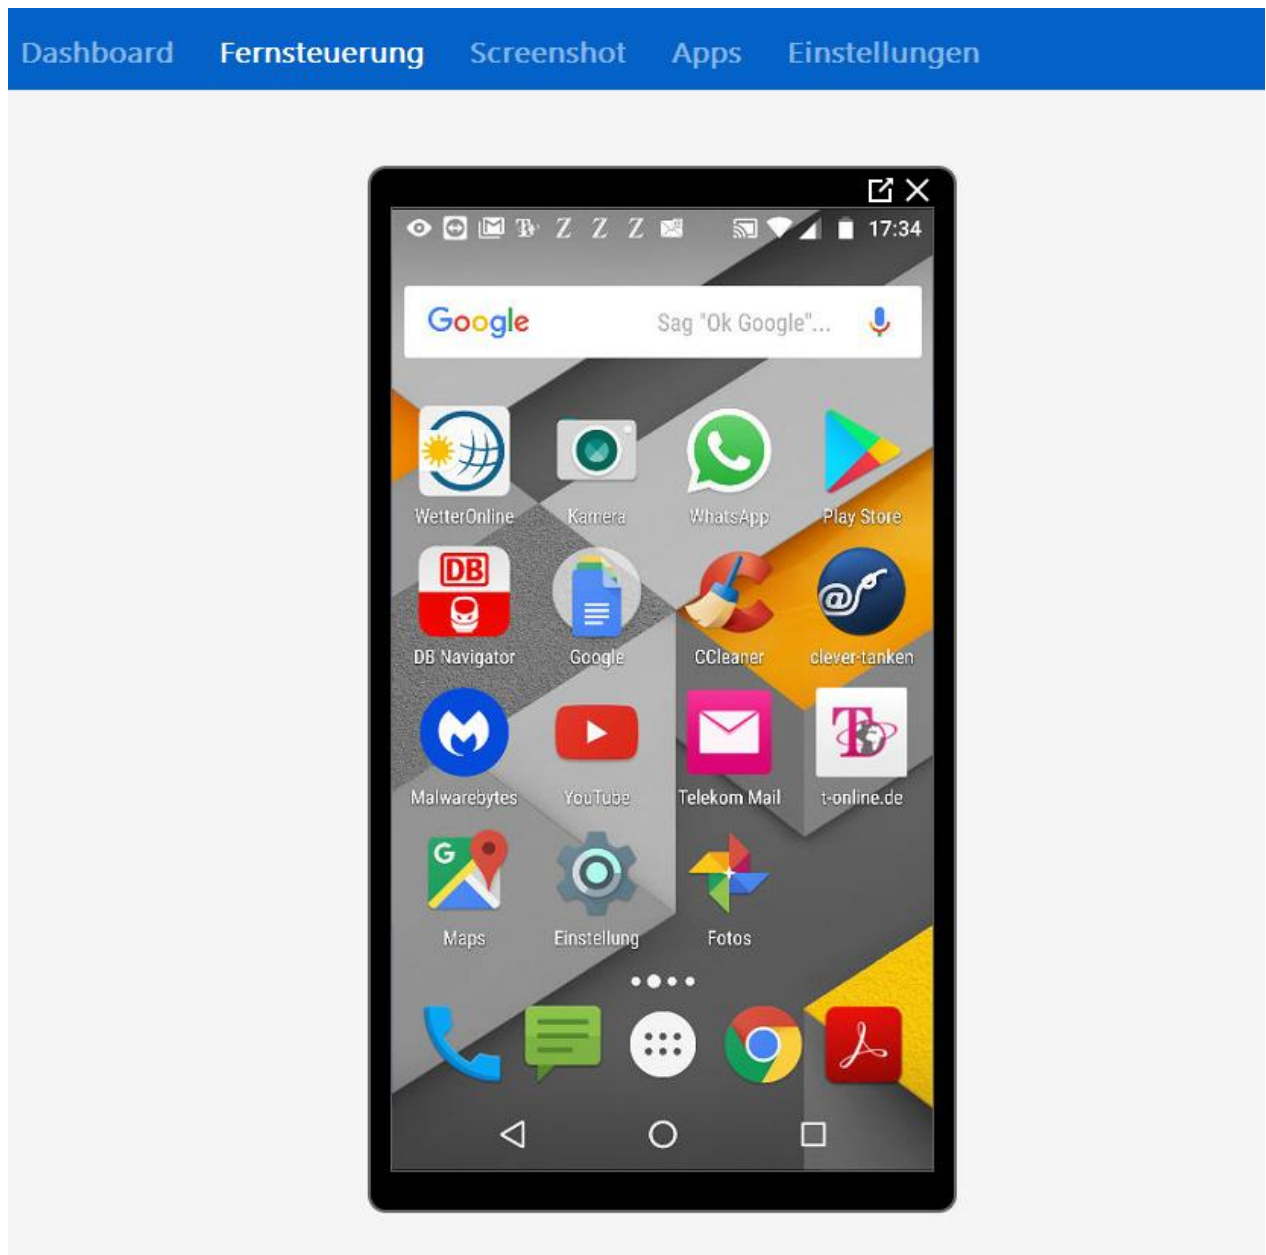 Dashboard Fernsteuerung Screenshot Apps Einstellungen
Z Z Z 17:34
Google Sag "Ok Google"...
WetterOnline Kamera WhatsApp Play Store
DB
DB Navigator Google CCleaner clever-tanken
T
Malwarebytes YouTube Telekom Mail t-online.de
G
Maps Einstellung Fotos